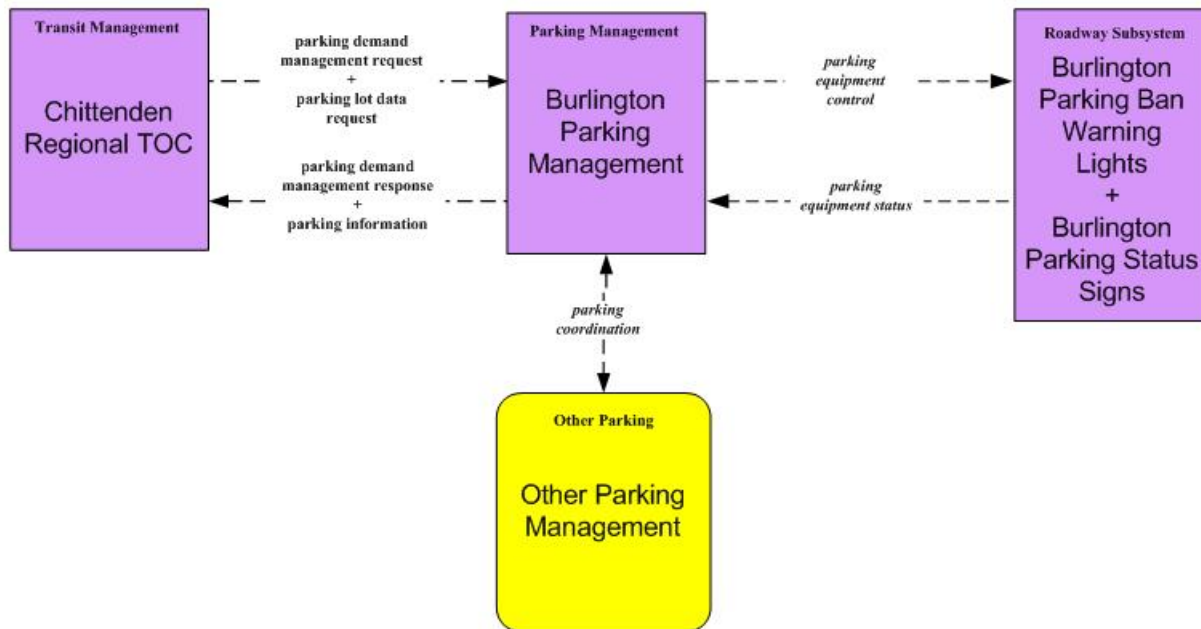 Transit Management
Chittenden
Regional TOC
parking demand
management request
+
parking lot data
request
parking demand
management response
+
parking information
Parking Management
Burlington
Parking
Management
parking
equipment
control
parking
equipment status
Roadway Subsystem
Burlington
Parking Ban
Warning
Lights
+
Burlington
Parking Status
Signs
parking
coordination
Other Parking
Other Parking
Management